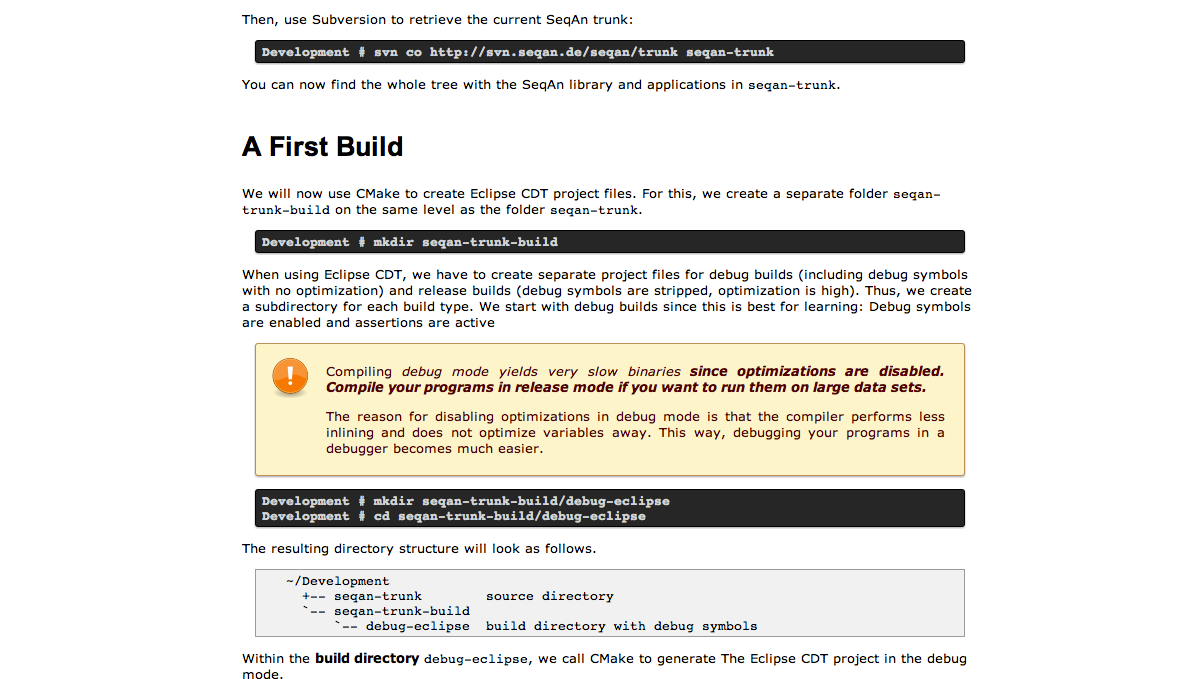 Then, use Subversion to retrieve the current SeqAn trunk:
Development # svn co http://svn.seqan.de/seqan/trunk seqan-trunk
You can now find the whole tree with the SeqAn library and applications in seqan-trunk.
A First Build
We will now use CMake to create Eclipse CDT project files. For this, we create a separate folder seqan-
trunk-build on the same level as the folder seqan-trunk.
Development # mkdir seqan-trunk-build
When using Eclipse CDT, we have to create separate project files for debug builds (including debug symbols
with no optimization) and release builds (debug symbols are stripped, optimization is high). Thus, we create
a subdirectory for each build type. We start with debug builds since this is best for learning: Debug symbols
are enabled and assertions are active
!
Compiling debug mode yields very slow binaries since optimizations are disabled.
Compile your programs in release mode if you want to run them on large data sets.
The reason for disabling optimizations in debug mode is that the compiler performs less
inlining and does not optimize variables away. This way, debugging your programs in a
debugger becomes much easier.
Development # mkdir seqan-trunk-build/debug-eclipse
Development # cd seqan-trunk-build/debug-eclipse
The resulting directory structure will look as follows.
~/Development
+-- seqan-trunk        source directory
`-- seqan-trunk-build
`-- debug-eclipse  build directory with debug symbols
Within the build directory debug-eclipse, we call CMake to generate The Eclipse CDT project in the debug
mode.